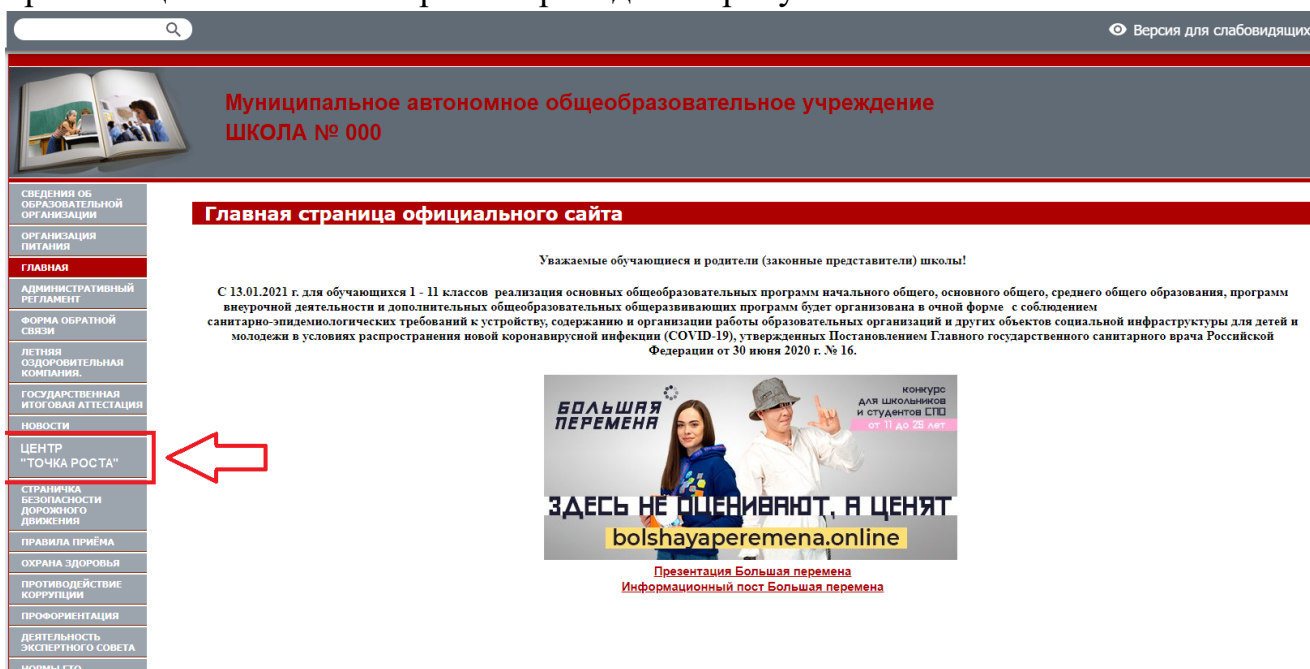 Версия для слабовидящих
Муниципальное автономное общеобразовательное учреждение
ШКОЛА № 000
СВЕДЕНИЯ ОБ
ОБРАЗОВАТЕЛЬНОЙ
ОРГАНИЗАЦИИ
ОРГАНИЗАЦИЯ
ПИТАНИЯ
ГЛАВНАЯ
АДМИНИСТРАТИВНЫЙ
РЕГЛАМЕНТ
ФОРМА ОБРАТНОЙ
СВЯЗИ
ЛЕТНЯЯ
ОЗДОРОВИТЕЛЬНАЯ
КОМПАНИЯ.
ГОСУДАРСТВЕННАЯ
ИТОГОВАЯ АТТЕСТАЦИЯ
НОВОСТИ
ЦЕНТР
"ТОЧКА РОСТА"
СТРАНИЧКА
БЕЗОПАСНОСТИ
ДОРОЖНОГО
ДВИЖЕНИЯ
ПРАВИЛА ПРИЁМА
ОХРАНА ЗДОРОВЬЯ
ПРОТИВОДЕЙСТВИЕ
КОРРУПЦИИ
ПРОФОРИЕНТАЦИЯ
ДЕЯТЕЛЬНОСТЬ
ЭКСПЕРТНОГО СОВЕТА
НОРМЫ ГТО
Главная страница официального сайта
Уважаемые обучающиеся и родители (законные представители) школы!
С 13.01.2021 г. для обучающихся 1 - 11 классов реализация основных общеобразовательных программ начального общего, основного общего, среднего общего образования, программ
внеурочной деятельности и дополнительных общеобразовательных общеразвивающих программ будет организована в очной форме с соблюдением
санитарно-эпидемиологических требований к устройству, содержанию и организации работы образовательных организаций и других объектов социальной инфраструктуры для детей и
молодежи в условиях распространения новой коронавирусной инфекции (COVID-19), утвержденных Постановлением Главного государственного санитарного врача Российской
Федерации от 30 июня 2020 г. № 16.
БОЛЬШАЯ
ПЕРЕМЕНА
конкурс
для школьников
и студентов СПО
от 11 до 25 лет
ЗДЕСЬ НЕ ОЦЕНИВАЮТ, А ЦЕНЯТ
bolshayaperemena.online
Презентация Большая перемена
Информационный пост Большая перемена